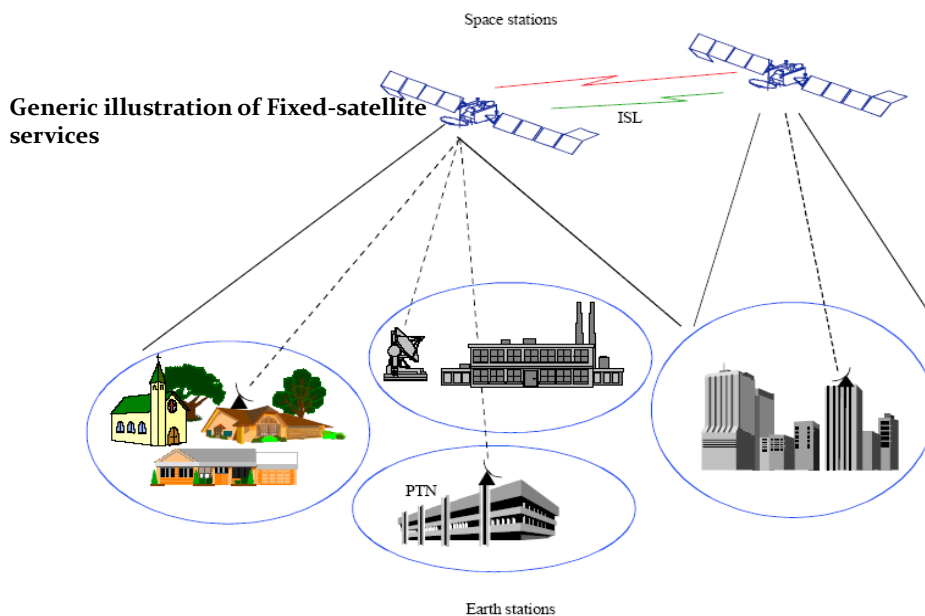 Space stations
Generic illustration of Fixed-satellite
services
ISL
PTN
Earth stations